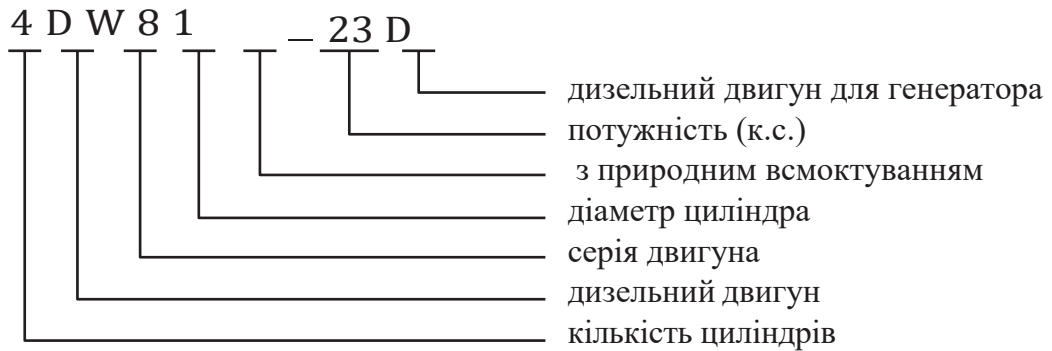 4 D W 8 1 – 23 D
дизельний двигун для генератора
потужність (к.с.)
з природним всмоктуванням
діаметр циліндра
серія двигуна
дизельний двигун
кількість циліндрів